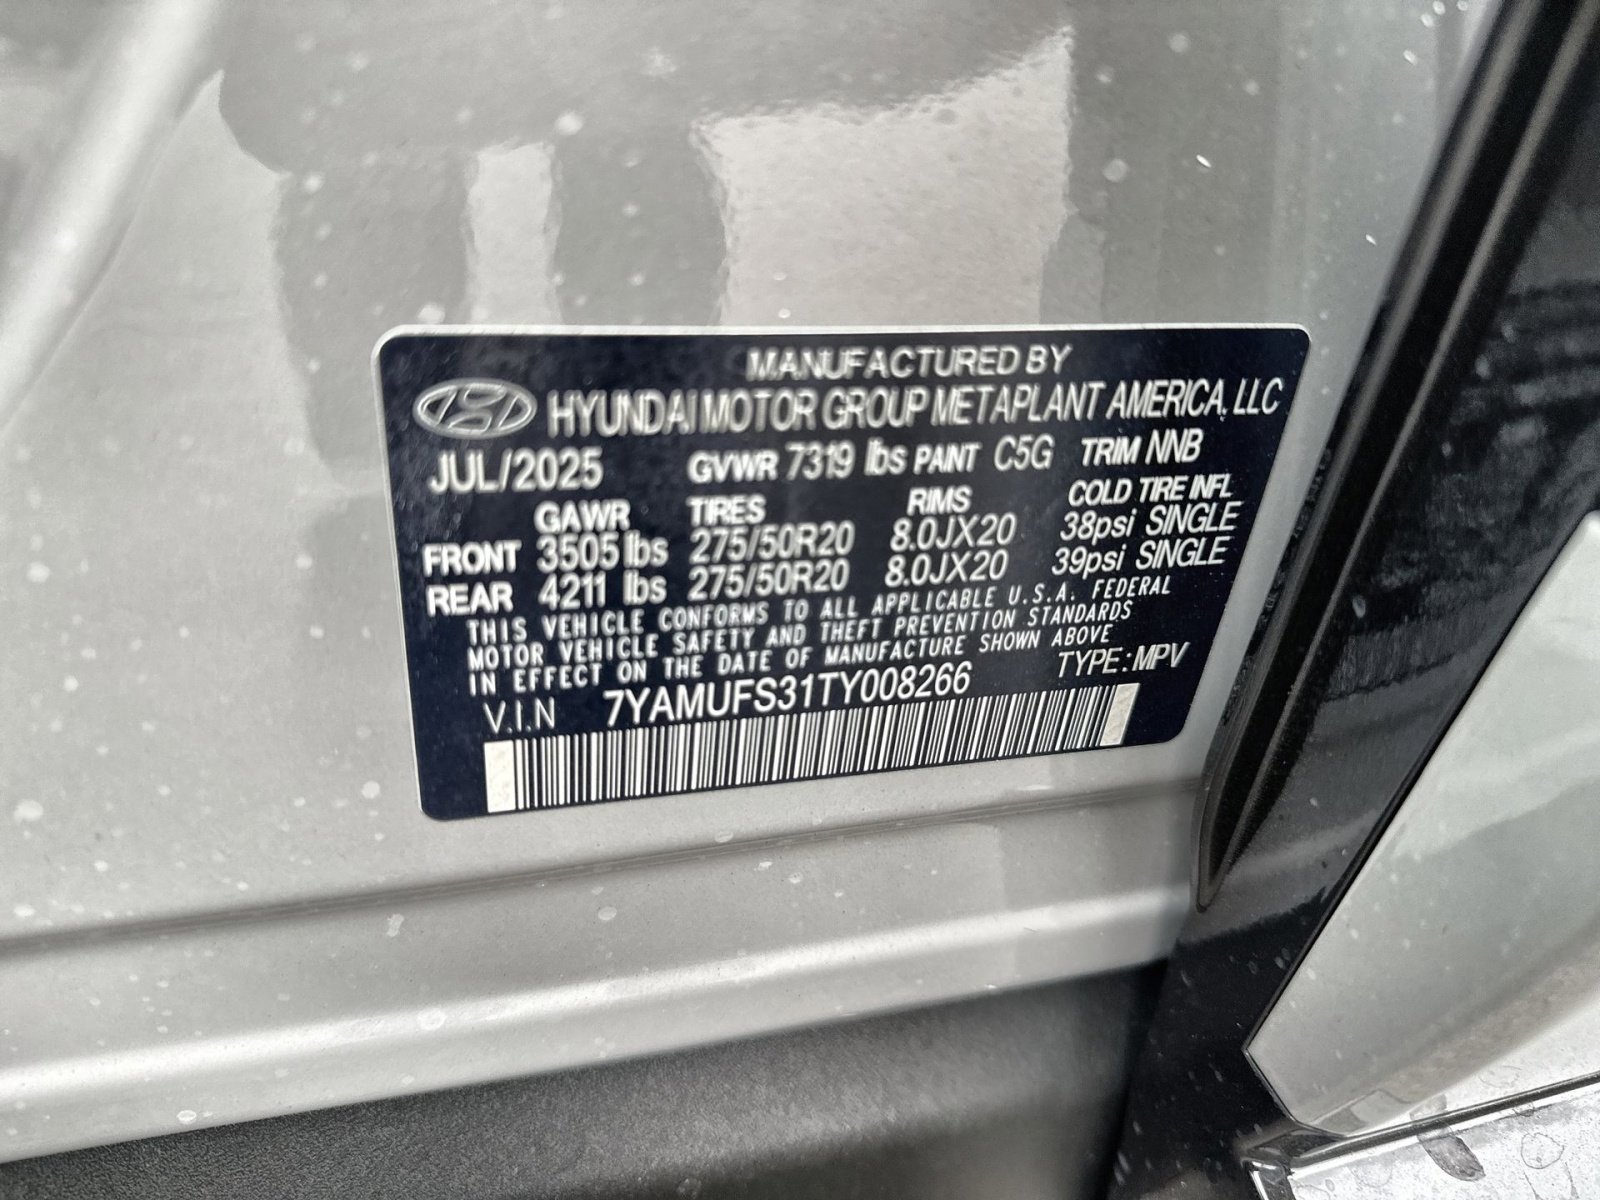 MANUFACTURED BY
HYUNDAI MOTOR GROUP METAPLANT AMERICA, LLC
JUL/2025 GVWR 7319 lbs PAINT C5G TRIM NNB
GAWR TIRES RIMS COLD TIRE INFL
FRONT 3505 lbs 275/50R20 8.0JX20 38psi SINGLE
REAR 4211 lbs 275/50R20 8.0JX20 39psi SINGLE
THIS VEHICLE CONFORMS TO ALL APPLICABLE U.S.A. FEDERAL
MOTOR VEHICLE SAFETY AND THEFT PREVENTION STANDARDS
IN EFFECT ON THE DATE OF MANUFACTURE SHOWN ABOVE
V.I.N 7YAMUFS31TY008266 TYPE: MPV